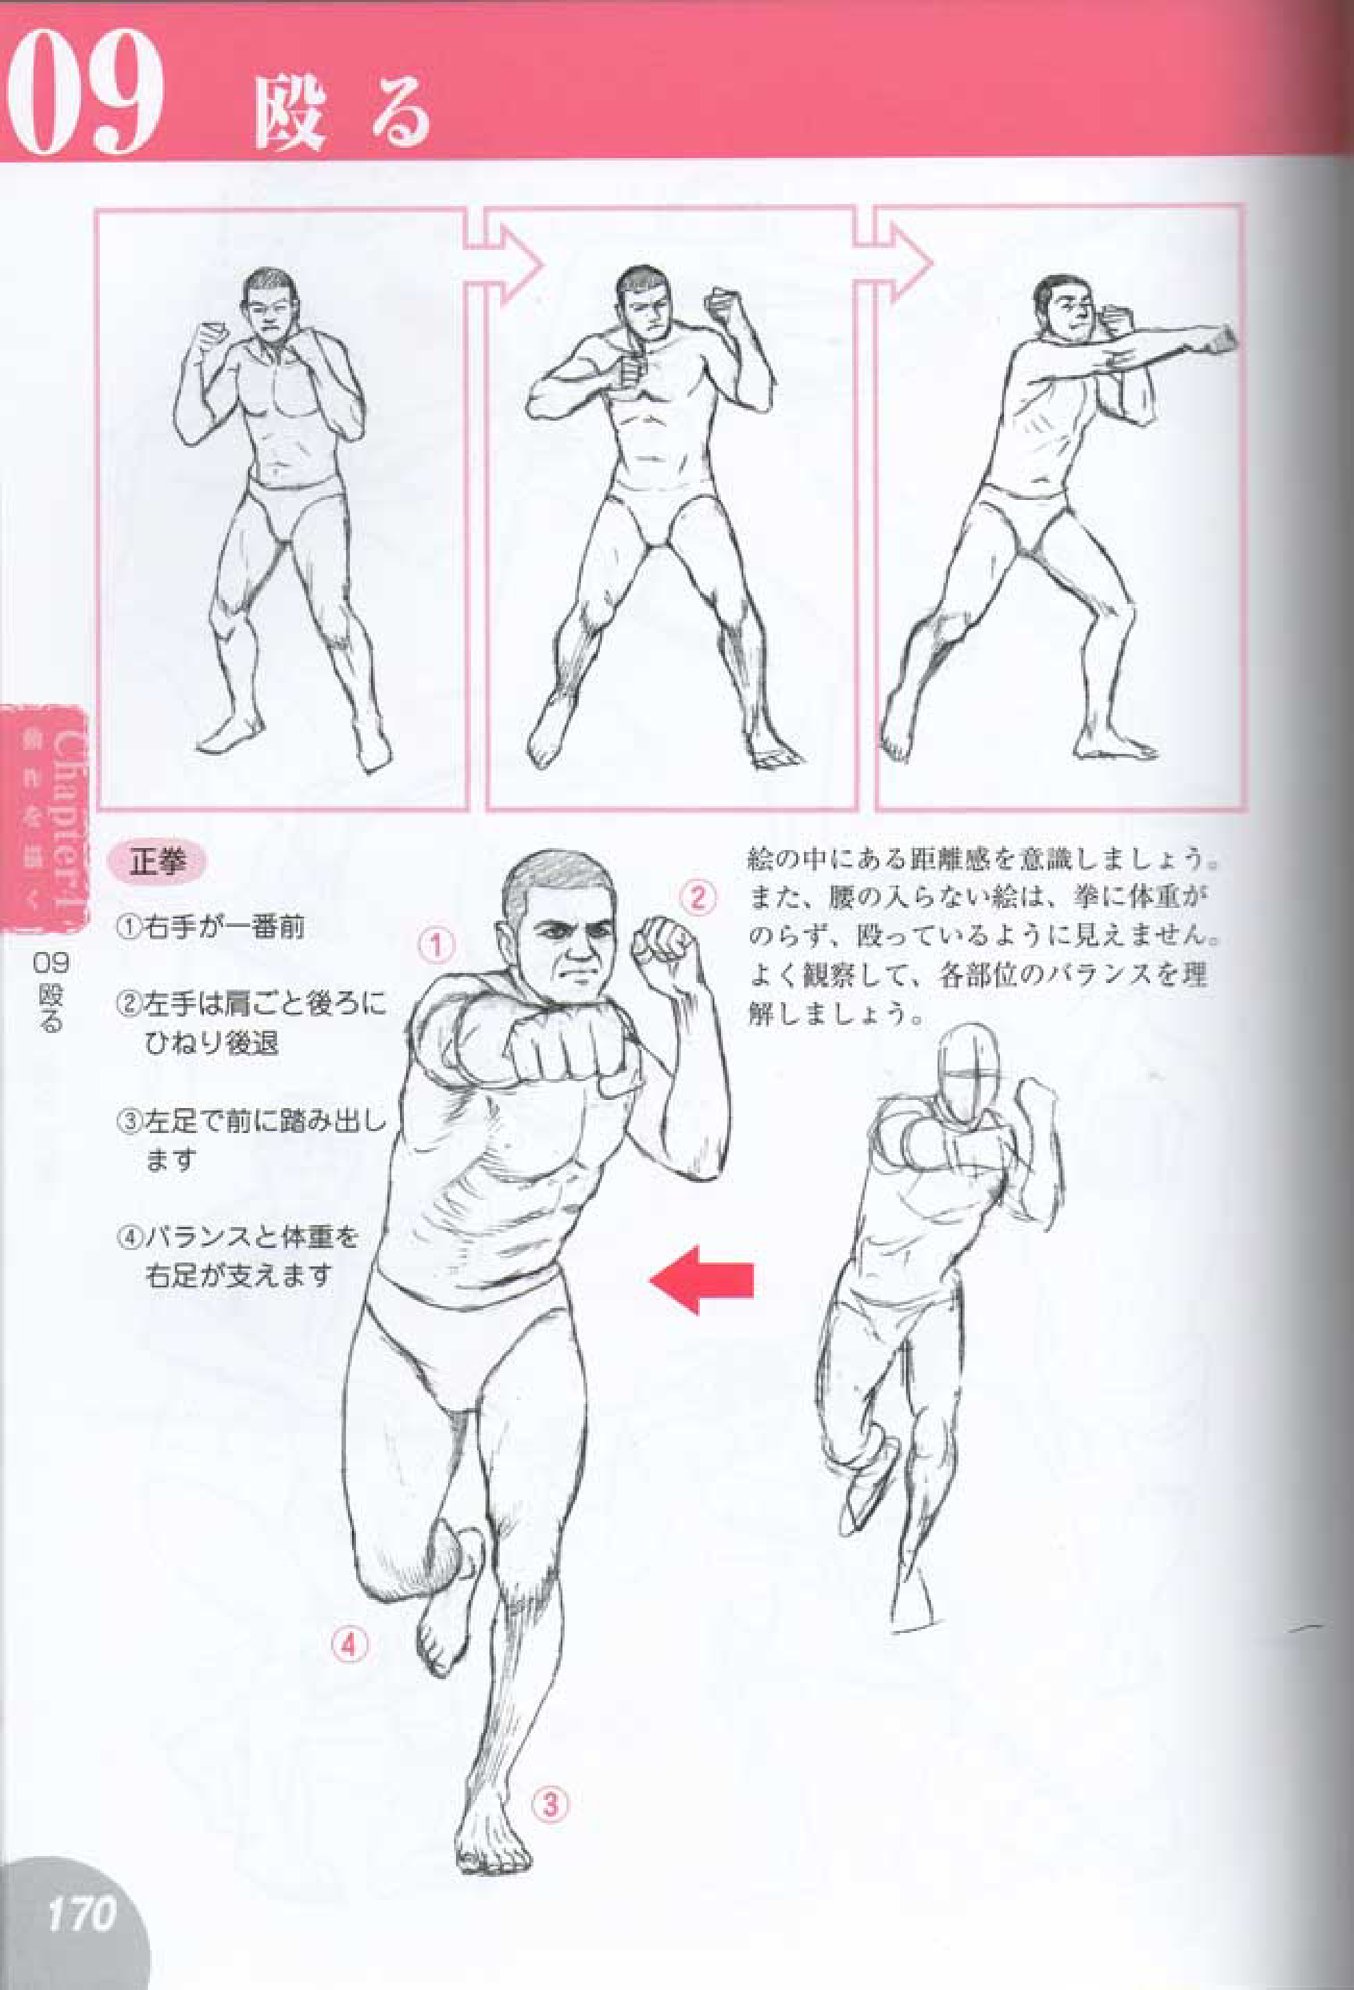 09 殴る
正拳
①右手が一番前
②左手は肩ごと後ろに
ひねり後退
③左足で前に踏み出し
ます
④バランスと体重を
右足が支えます
①
②
絵の中にある距離感を意識しましょう。
また、腰の入らない絵は、拳に体重が
のらず、殴っているように見えません。
よく観察して、各部位のバランスを理
解しましょう。
④
③
Chapter4
動作を描く
09
殴る
170